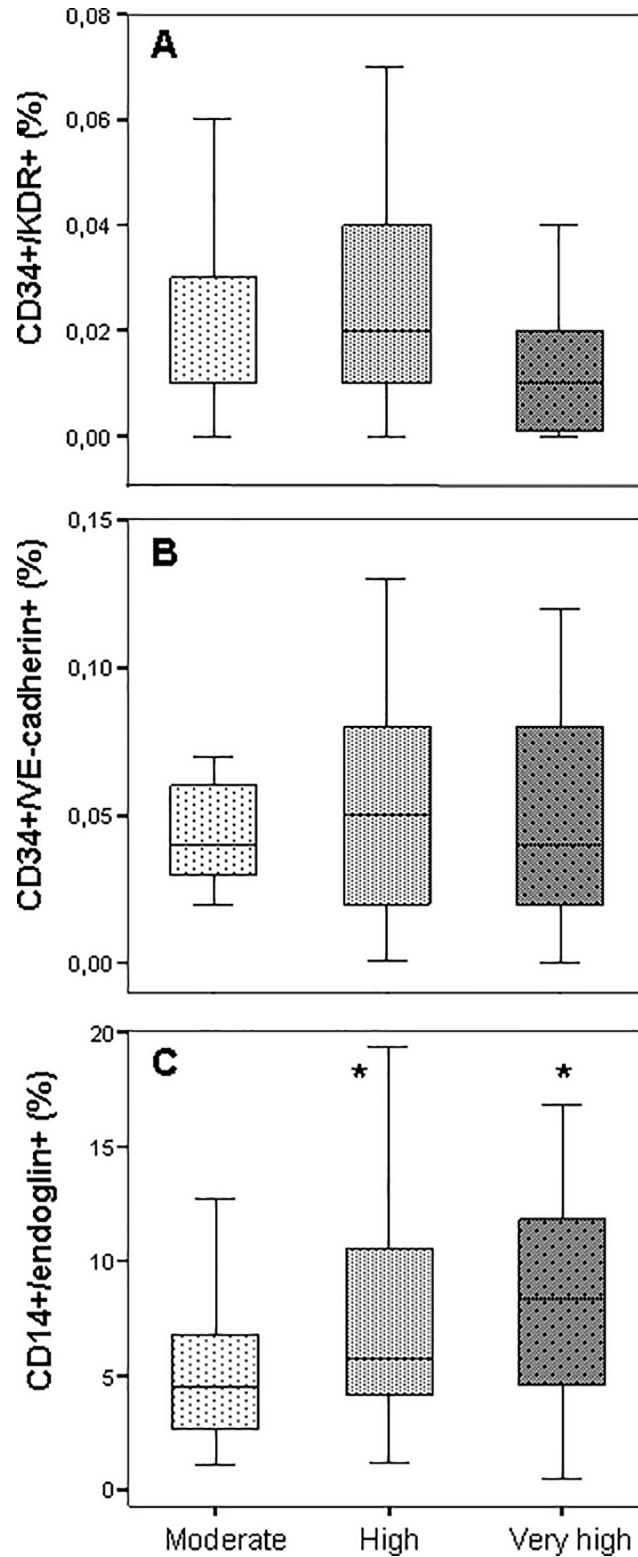 A
CD34+/KDR+ (%)
0,08
0,06
0,04
0,02
0,00
B
CD34+/VE-cadherin+ (%)
0,15
0,10
0,05
0,00
C
CD14+/endoglin+ (%)
20
15
10
5
0
* *
Moderate High Very high